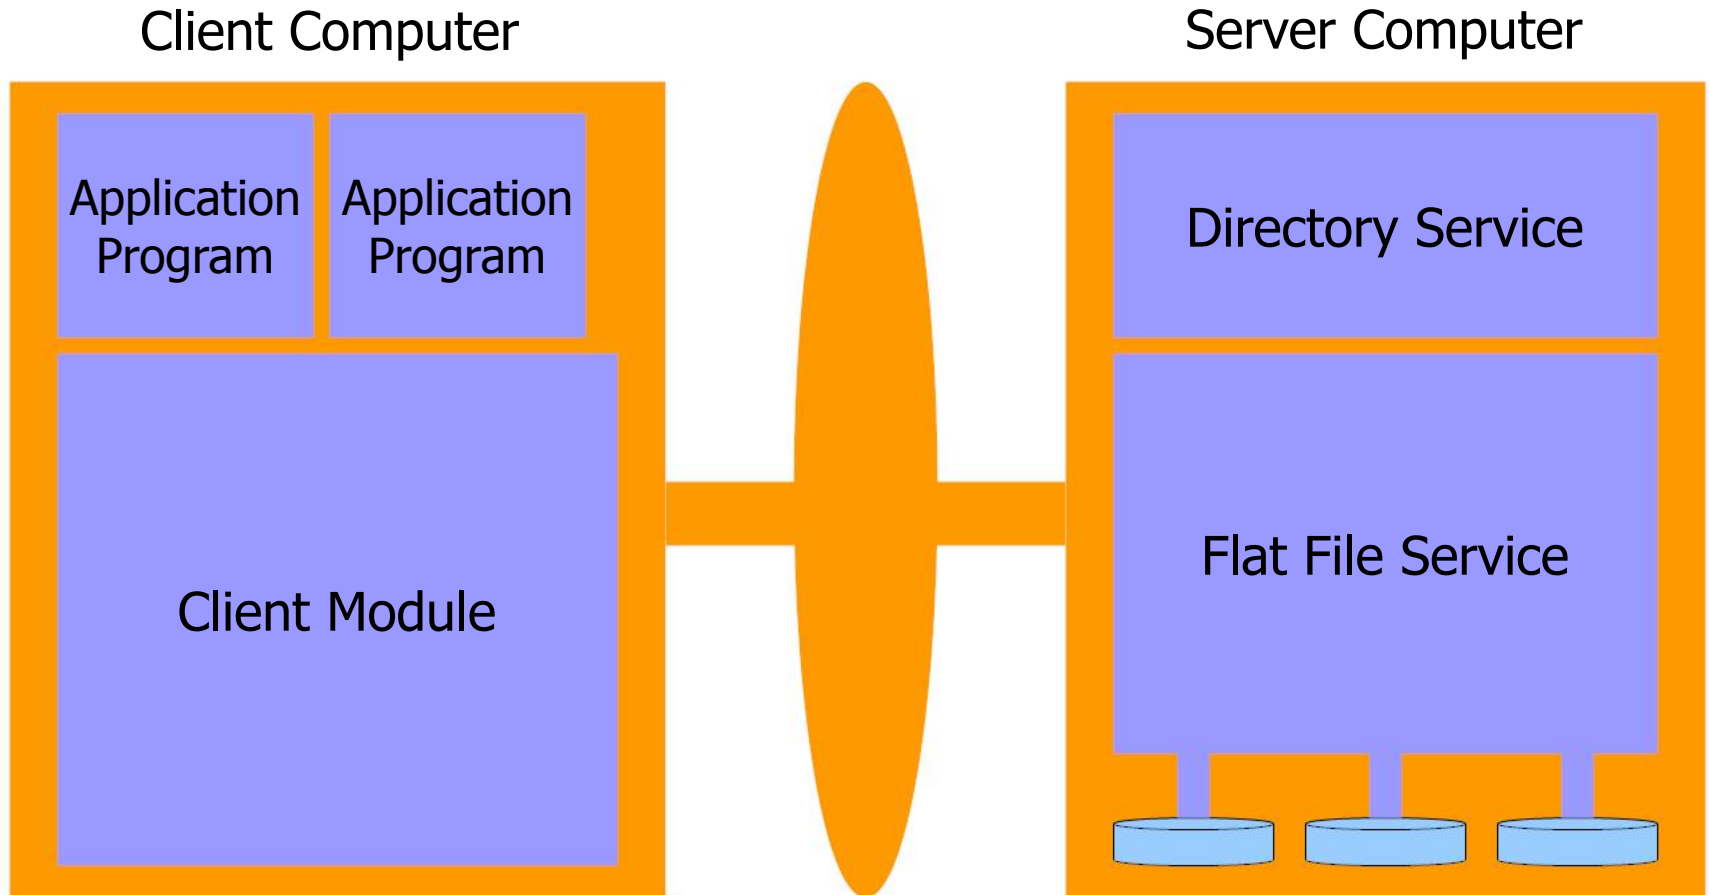 Client Computer
Server Computer
Application
Program
Application
Program
Directory Service
Client Module
Flat File Service